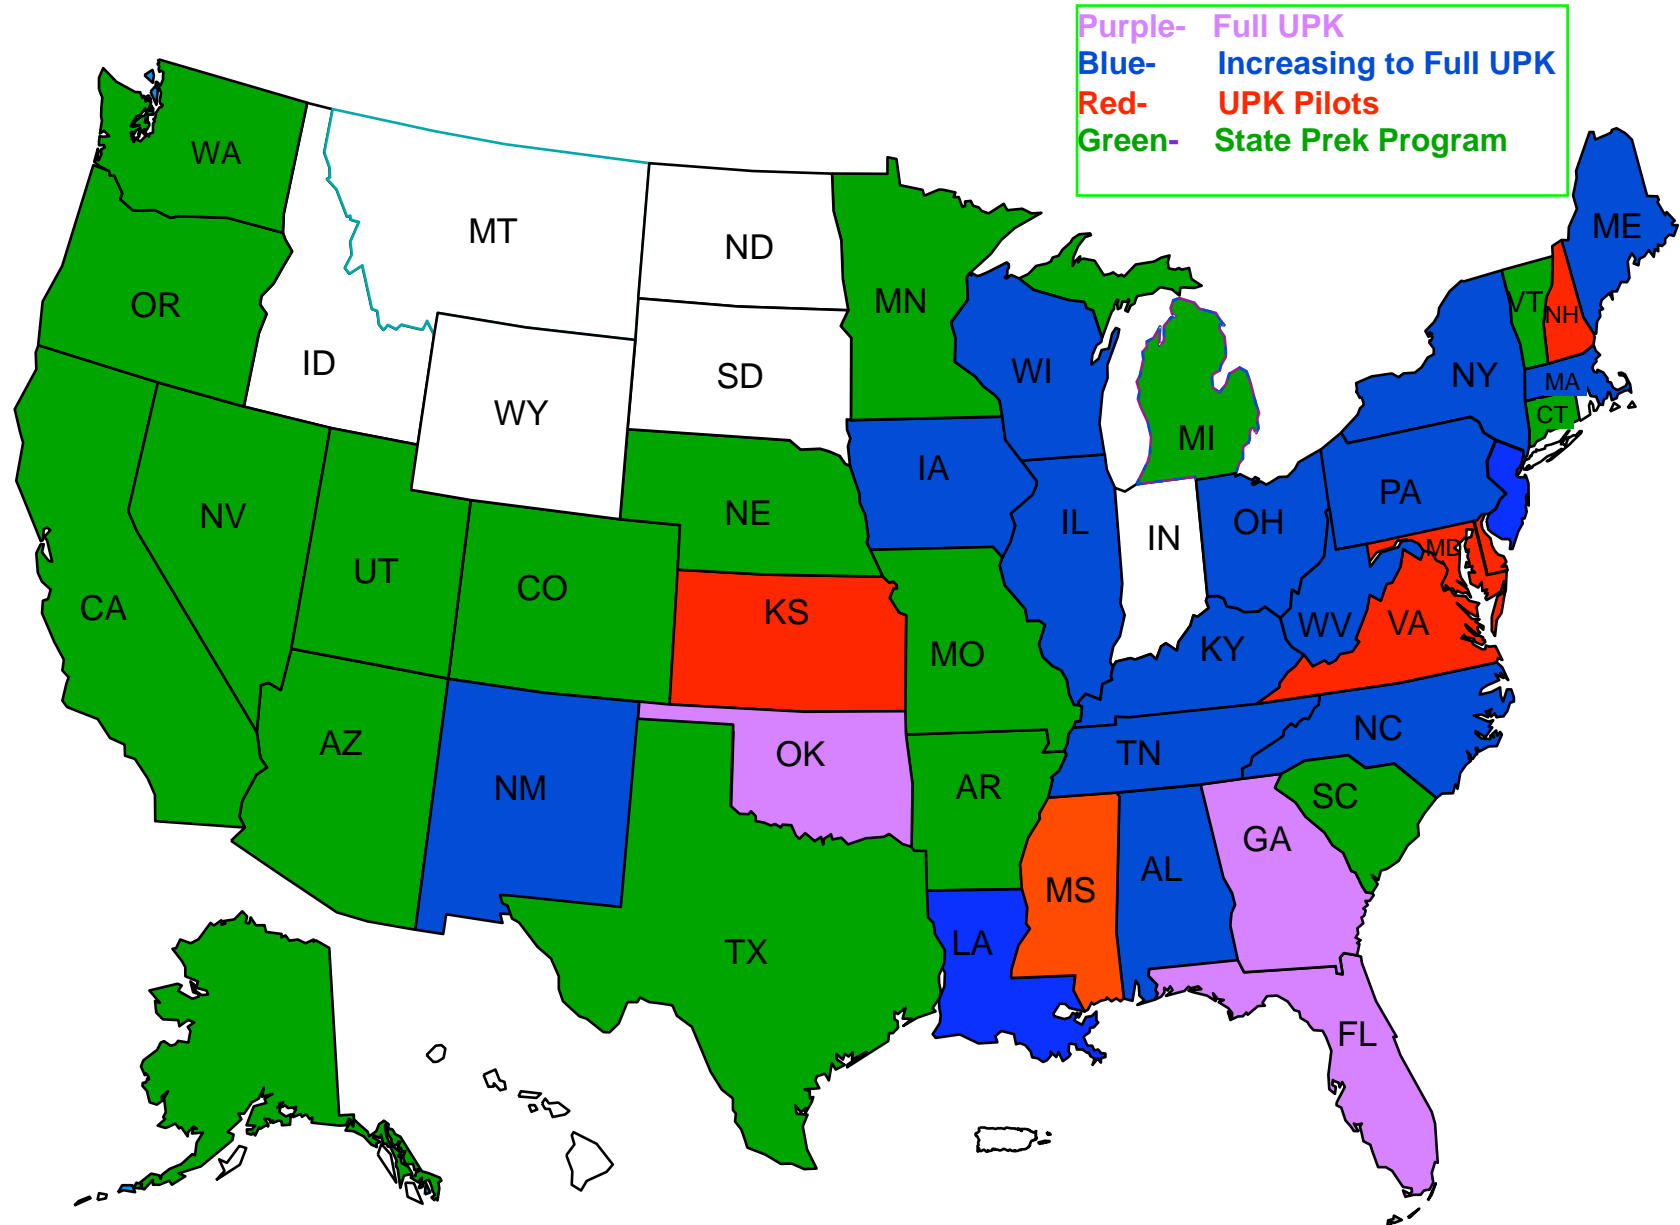 Purple- Full UPK
Blue- Increasing to Full UPK
Red- UPK Pilots
Green- State Prek Program
WA
MT
ND
MN
ME
OR
ID
SD
WI
VT
NH
WY
MI
NY
MA
CT
NV
UT
CO
NE
IA
IL
IN
OH
PA
MD
CA
KS
MO
KY
WV
VA
AZ
NM
OK
AR
TN
NC
SC
TX
LA
MS
AL
GA
FL